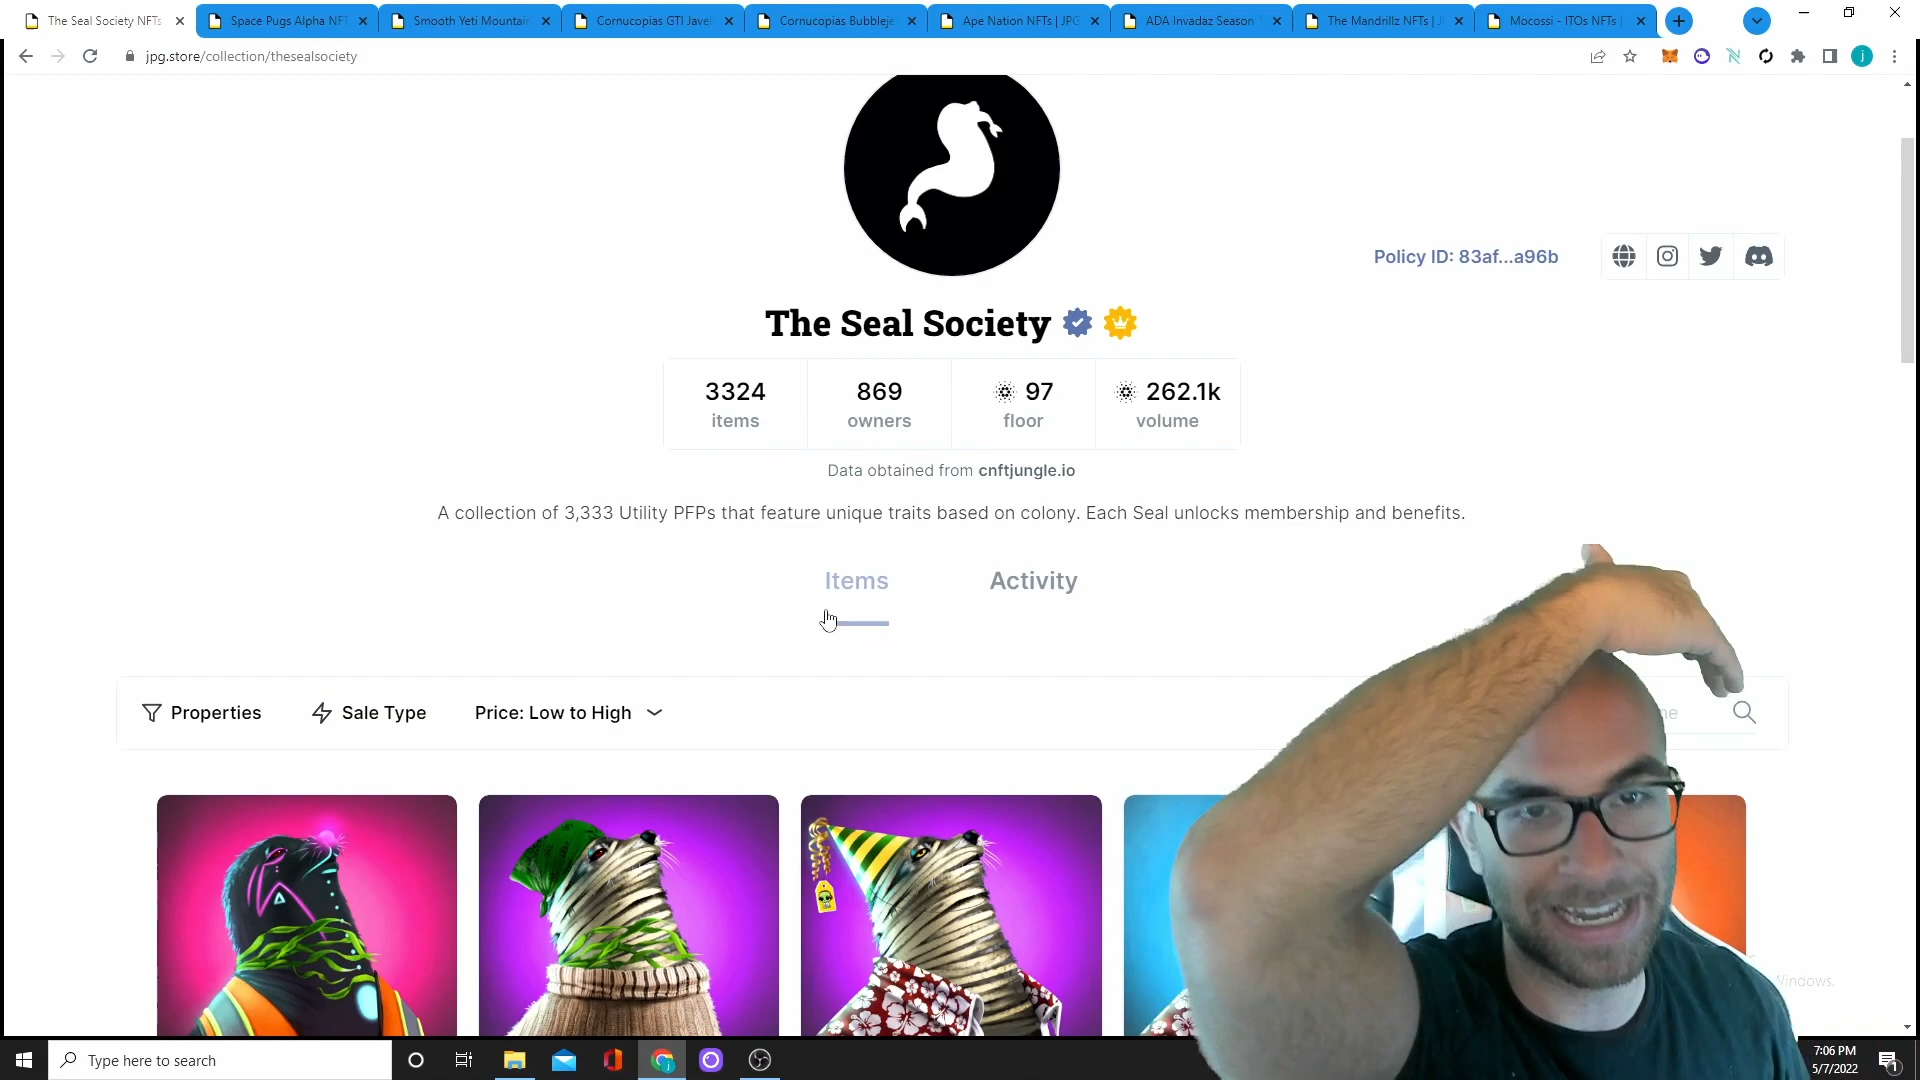 The Seal Society NFTs
Space Pugs Alpha NFT
Smooth Yeti Mountain
Cornucopias GTI Javel
Cornucopias Bubbleje
Ape Nation NFTs | JPG
ADA Invadaz Season
The Mandrillz NFTs | J
Mocossi - ITOs NFTs |
jpg.store/collection/thesealsociety
j
Policy ID: 83af...a96b
The Seal Society
3324 869 97 262.1k
items owners floor volume
Data obtained from cnftjungle.io
A collection of 3,333 Utility PFPs that feature unique traits based on colony. Each Seal unlocks membership and benefits.
Items Activity
Properties Sale Type Price: Low to High
Windows.
Type here to search
7:06 PM
5/7/2022
1